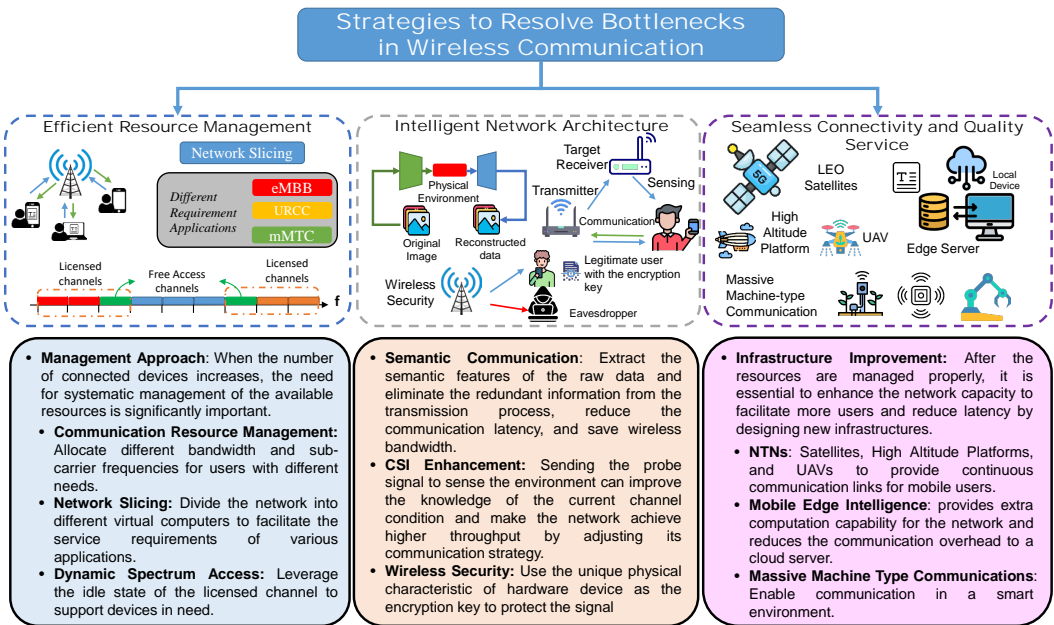 Strategies to Resolve Bottlenecks
in Wireless Communication
Efficient Resource Management
Network Slicing
Different
Requirement
Applications
eMBB
URCC
mMTC
Licensed
channels
Free Access
channels
Licensed
channels
f
Intelligent Network Architecture
Physical
Environment
Original
Image
Reconstructed
data
Target
Receiver
Transmitter
Sensing
Communication
Wireless
Security
Legitimate user
with the encryption
key
Eavesdropper
Seamless Connectivity and Quality
Service
5G
LEO
Satellites
T
Local
Device
High
Altitude
Platform
UAV
Edge Server
Massive
Machine-type
Communication
• Management Approach: When the number
of connected devices increases, the need
for systematic management of the available
resources is significantly important.
• Communication Resource Management:
Allocate different bandwidth and sub-
carrier frequencies for users with different
needs.
• Network Slicing: Divide the network into
different virtual computers to facilitate the
service requirements of various
applications.
• Dynamic Spectrum Access: Leverage
the idle state of the licensed channel to
support devices in need.
• Semantic Communication: Extract the
semantic features of the raw data and
eliminate the redundant information from the
transmission process, reduce the
communication latency, and save wireless
bandwidth.
• CSI Enhancement: Sending the probe
signal to sense the environment can improve
the knowledge of the current channel
condition and make the network achieve
higher throughput by adjusting its
communication strategy.
• Wireless Security: Use the unique physical
characteristic of hardware device as the
encryption key to protect the signal
• Infrastructure Improvement: After the
resources are managed properly, it is
essential to enhance the network capacity to
facilitate more users and reduce latency by
designing new infrastructures.
• NTNs: Satellites, High Altitude Platforms,
and UAVs to provide continuous
communication links for mobile users.
• Mobile Edge Intelligence: provides extra
computation capability for the network and
reduces the communication overhead to a
cloud server.
• Massive Machine Type Communications:
Enable communication in a smart
environment.